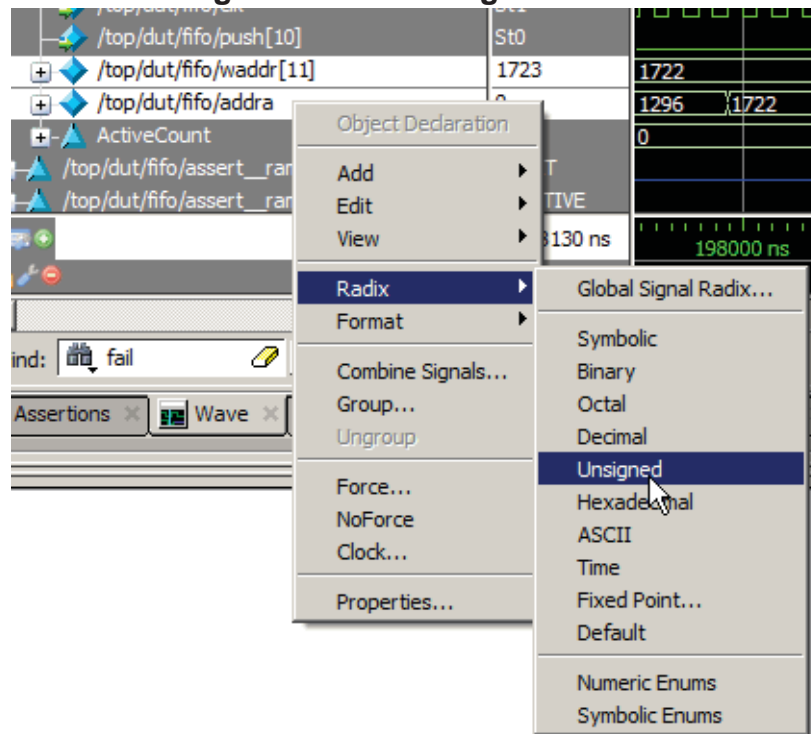 /top/dut/fifo/push[10] St0
/top/dut/fifo/waddr[11] 1723 1722
/top/dut/fifo/addra 1296 1722
ActiveCount 0
/top/dut/fifo/assert__ra
/top/dut/fifo/assert__ra TIVE
3130 ns 198000 ns
ind: fail
Assertions Wave
Object Declaration
Add
Edit
View
Radix
Format
Combine Signals...
Group...
Ungroup
Force...
NoForce
Clock...
Properties...
Global Signal Radix...
Symbolic
Binary
Octal
Decimal
Unsigned
Hexadecimal
ASCII
Time
Fixed Point...
Default
Numeric Enums
Symbolic Enums